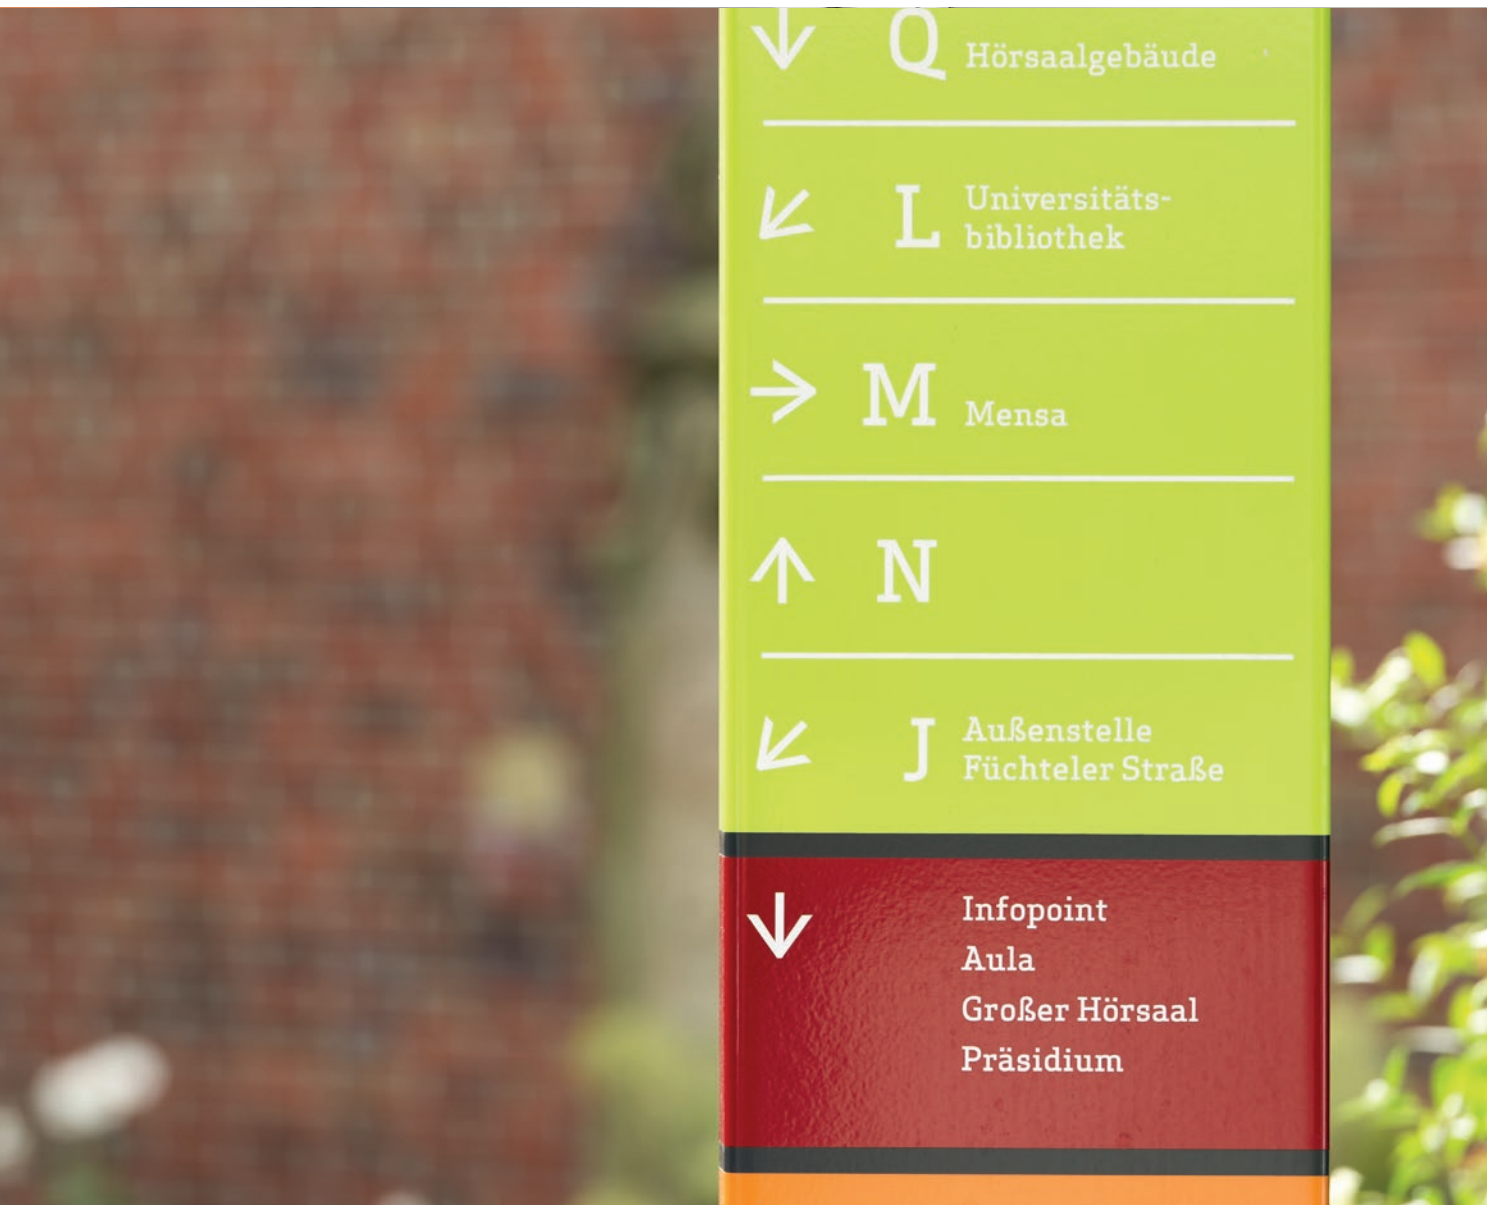 Q Hörsaalgebäude
L Universitäts-
bibliothek
M Mensa
N
J Außenstelle
Füchteler Straße
Infopoint
Aula
Großer Hörsaal
Präsidium